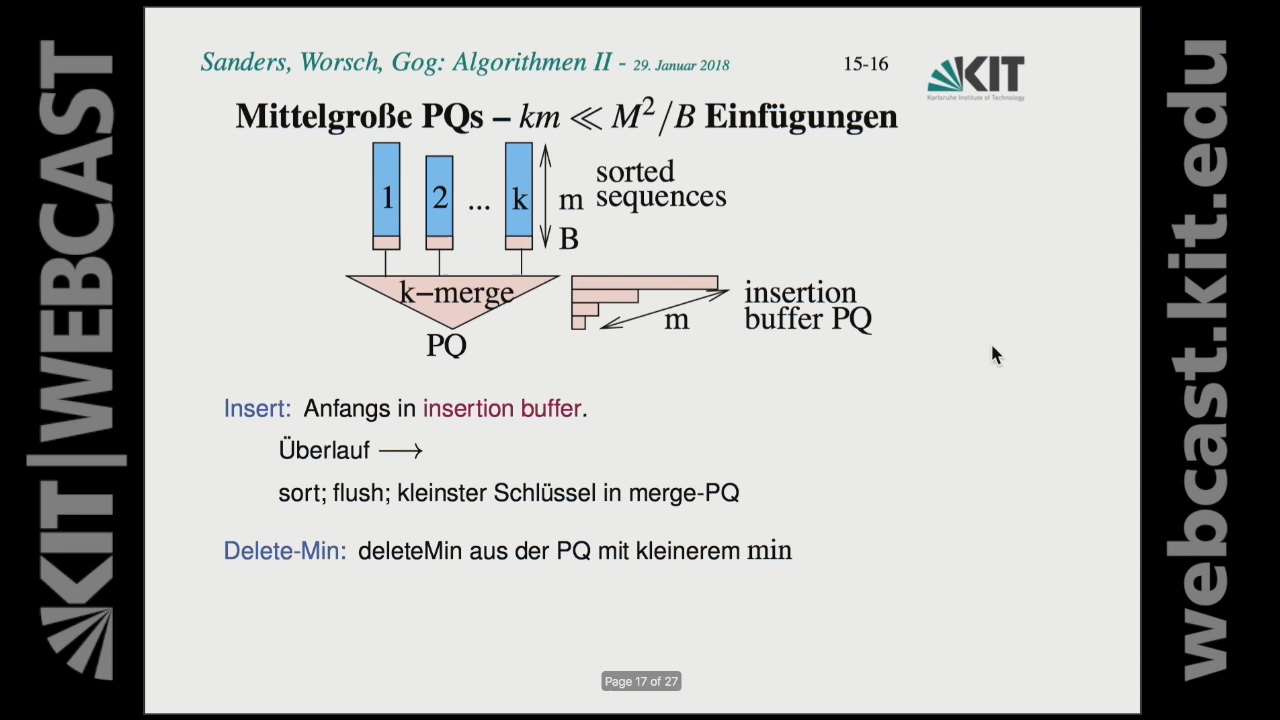 KIT|WEBCAST
Sanders, Worsch, Gog: Algorithmen II - 29. Januar 2018
15-16
KIT
Karlsruhe Institute of Technology
Mittelgroße PQs – km ≪ M²/B Einfügungen
1 2 ... k
m
B
sorted
sequences
k–merge
PQ
m
insertion
buffer PQ
Insert: Anfangs in insertion buffer.
Überlauf ⟶
sort; flush; kleinster Schlüssel in merge-PQ
Delete-Min: deleteMin aus der PQ mit kleinerem min
Page 17 of 27
webcast.kit.edu